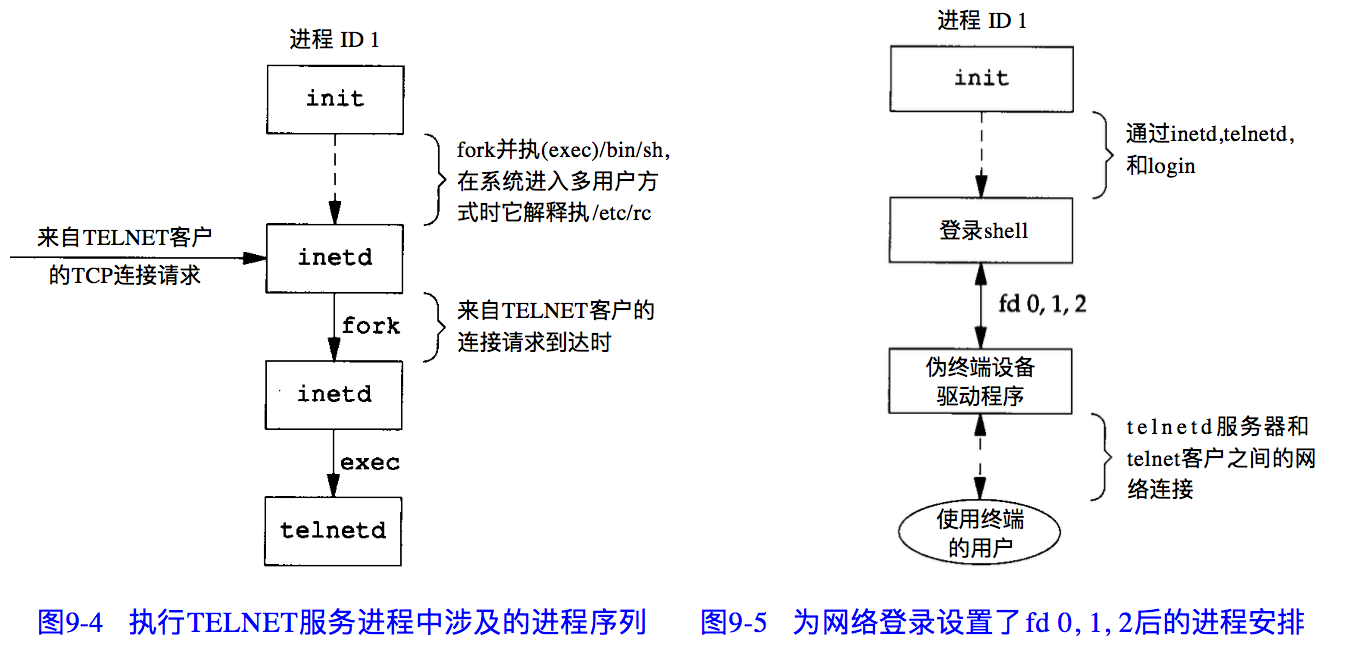 进程 ID 1
init
fork并执(exec)/bin/sh,
在系统进入多用户方
式时它解释执/etc/rc
来自TELNET客户
的TCP连接请求
inetd
fork
来自TELNET客户的
连接请求到达时
inetd
exec
telnetd
图9-4 执行TELNET服务进程中涉及的进程序列
进程 ID 1
init
通过inetd,telnetd,
和login
登录shell
fd 0, 1, 2
伪终端设备
驱动程序
telnetd服务器和
telnet客户之间的网
络连接
使用终端
的用户
图9-5 为网络登录设置了fd 0, 1, 2后的进程安排